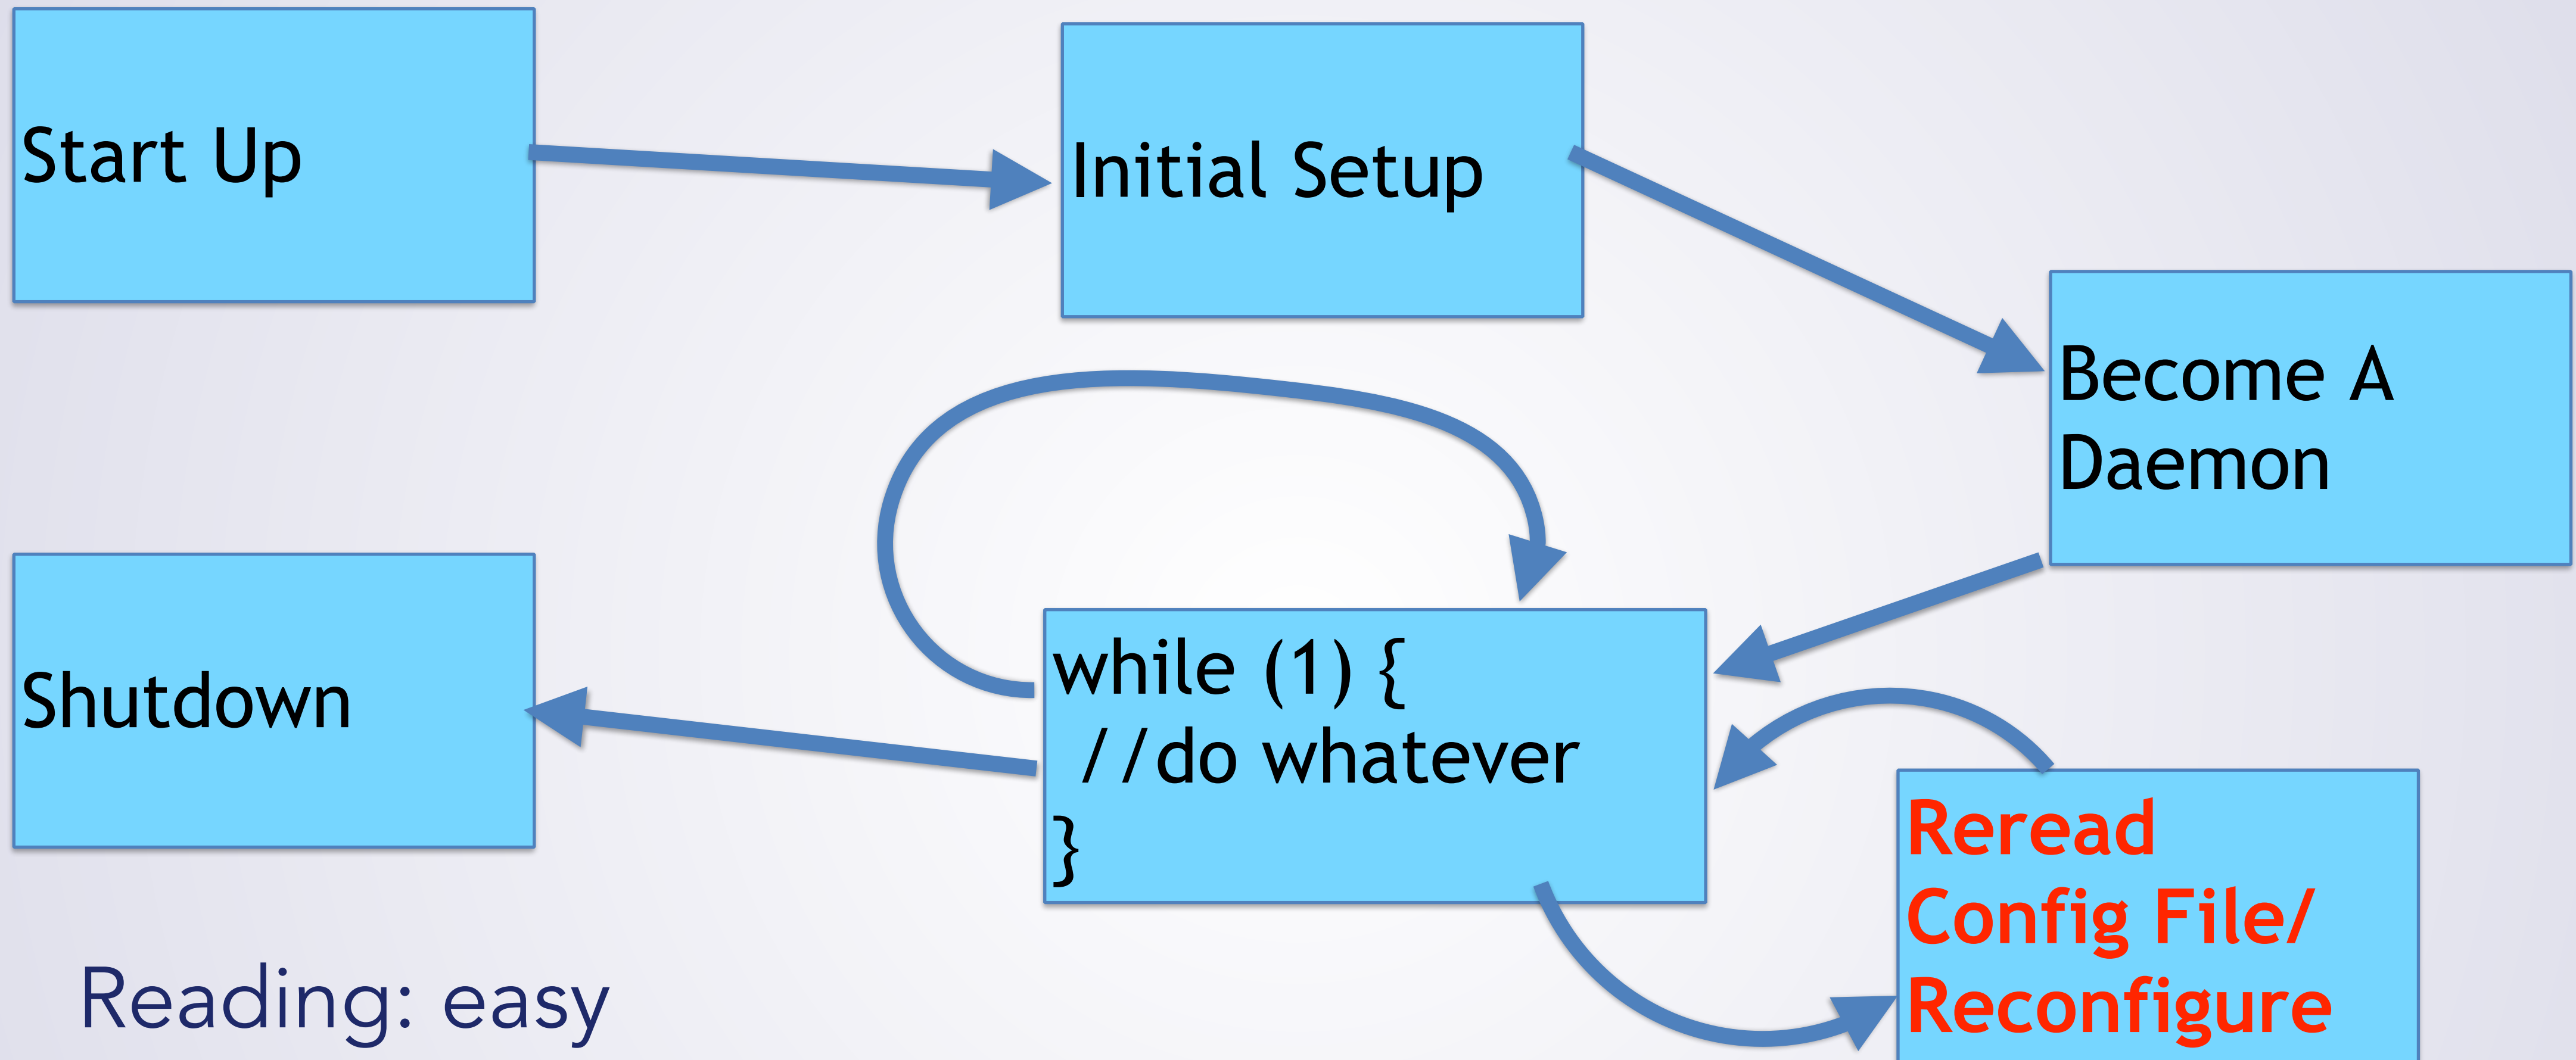 Start Up
Initial Setup
Become A
Daemon
Shutdown
while (1) {
//do whatever
}
Reread
Config File/
Reconfigure
Reading: easy